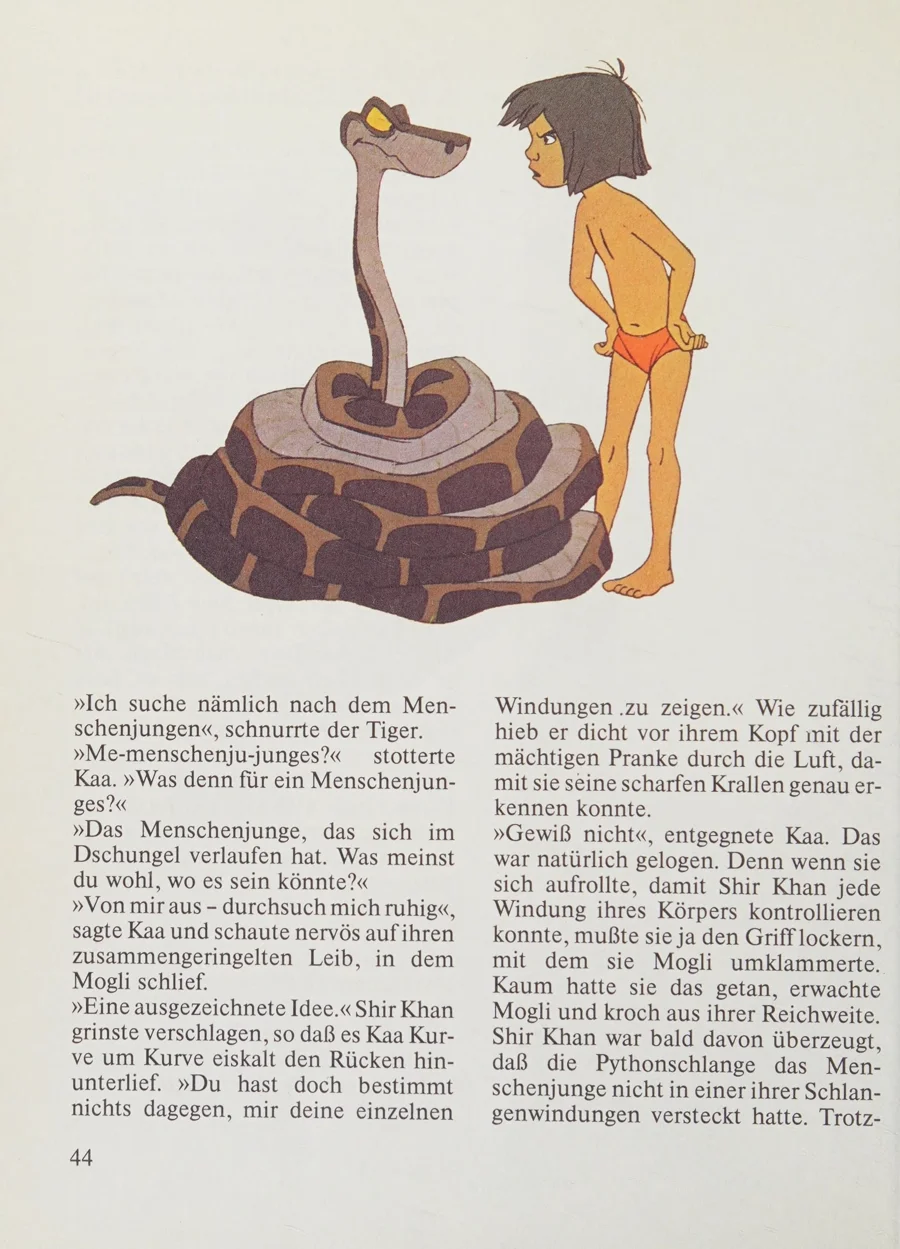 »Ich suche nämlich nach dem Men-
schenjungen«, schnurrte der Tiger.
»Me-menschenju-junges?« stotterte
Kaa. »Was denn für ein Menschenjun-
ges?«
»Das Menschenjunge, das sich im
Dschungel verlaufen hat. Was meinst
du wohl, wo es sein könnte?«
»Von mir aus – durchsuch mich ruhig«,
sagte Kaa und schaute nervös auf ihren
zusammengeringelten Leib, in dem
Mogli schlief.
»Eine ausgezeichnete Idee.« Shir Khan
grinste verschlagen, so daß es Kaa Kur-
ve um Kurve eiskalt den Rücken hin-
unterlief. »Du hast doch bestimmt
nichts dagegen, mir deine einzelnen
Windungen .zu zeigen.« Wie zufällig
hieb er dicht vor ihrem Kopf mit der
mächtigen Pranke durch die Luft, da-
mit sie seine scharfen Krallen genau er-
kennen konnte.
»Gewiß nicht«, entgegnete Kaa. Das
war natürlich gelogen. Denn wenn sie
sich aufrollte, damit Shir Khan jede
Windung ihres Körpers kontrollieren
konnte, mußte sie ja den Griff lockern,
mit dem sie Mogli umklammerte.
Kaum hatte sie das getan, erwachte
Mogli und kroch aus ihrer Reichweite.
Shir Khan war bald davon überzeugt,
daß die Pythonschlange das Men-
schenjunge nicht in einer ihrer Schlan-
genwindungen versteckt hatte. Trotz-
44